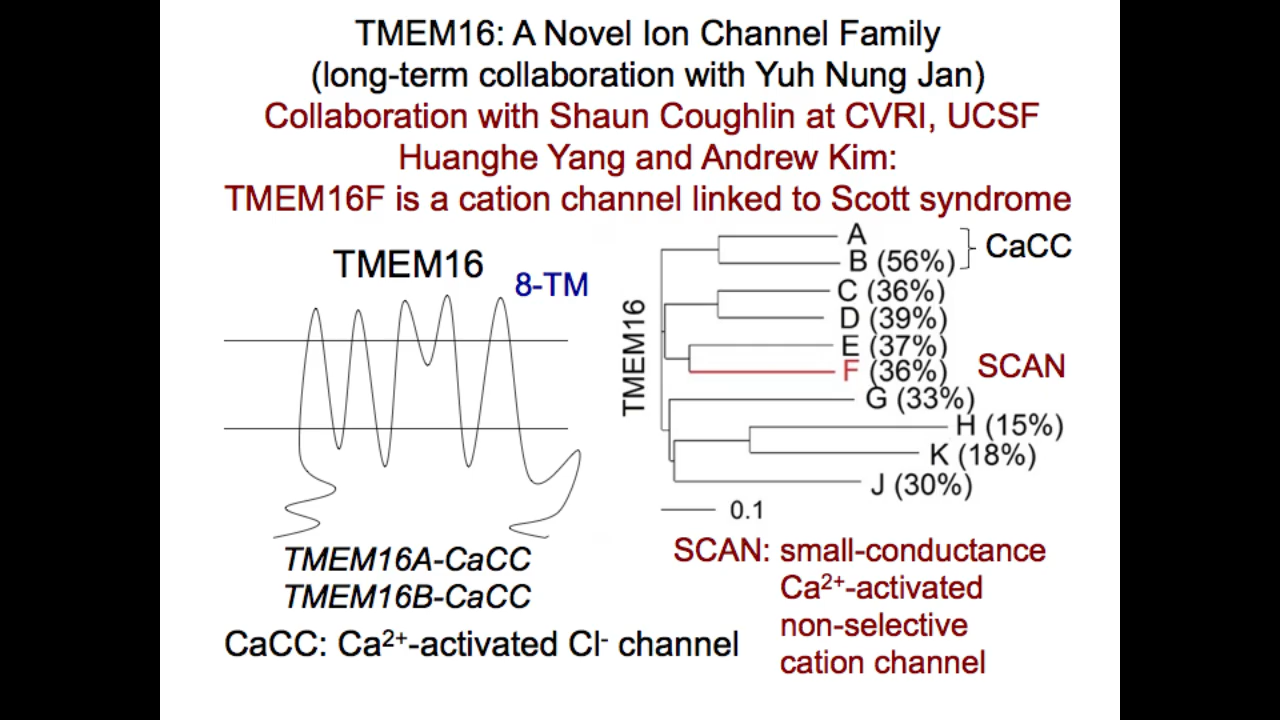 TMEM16: A Novel Ion Channel Family
(long-term collaboration with Yuh Nung Jan)
Collaboration with Shaun Coughlin at CVRI, UCSF
Huanghe Yang and Andrew Kim:
TMEM16F is a cation channel linked to Scott syndrome
TMEM16
8-TM
TMEM16A-CaCC
TMEM16B-CaCC
CaCC: Ca²⁺-activated Cl⁻ channel
TMEM16
A
B (56%)
CaCC
C (36%)
D (39%)
E (37%)
F (36%)
SCAN
G (33%)
H (15%)
K (18%)
J (30%)
0.1
SCAN: small-conductance
Ca²⁺-activated
non-selective
cation channel